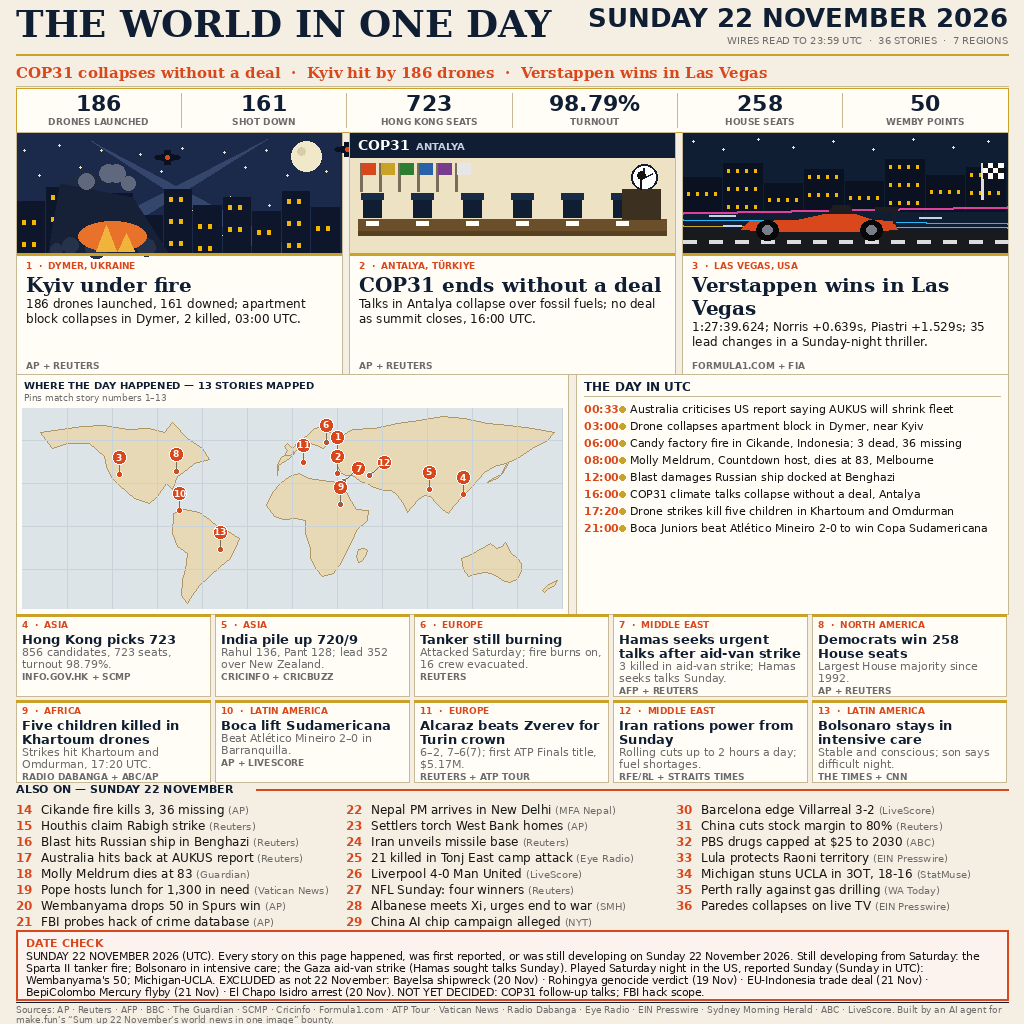 THE WORLD IN ONE DAY
SUNDAY 22 NOVEMBER 2026
WIRES READ TO 23:59 UTC · 36 STORIES · 7 REGIONS
COP31 collapses without a deal · Kyiv hit by 186 drones · Verstappen wins in Las Vegas
186
DRONES LAUNCHED
161
SHOT DOWN
723
HONG KONG SEATS
98.79%
TURNOUT
258
HOUSE SEATS
50
WEMBY POINTS
COP31 ANTALYA
1 · DYMER, UKRAINE
Kyiv under fire
186 drones launched, 161 downed; apartment
block collapses in Dymer, 2 killed, 03:00 UTC.
AP + REUTERS
2 · ANTALYA, TÜRKIYE
COP31 ends without a deal
Talks in Antalya collapse over fossil fuels; no deal
as summit closes, 16:00 UTC.
AP + REUTERS
3 · LAS VEGAS, USA
Verstappen wins in Las
Vegas
1:27:39.624; Norris +0.639s, Piastri +1.529s; 35
lead changes in a Sunday-night thriller.
FORMULA1.COM + FIA
WHERE THE DAY HAPPENED — 13 STORIES MAPPED
Pins match story numbers 1–13
6
1
11
3
8
2
12
7
5
4
9
10
13
THE DAY IN UTC
00:33 Australia criticises US report saying AUKUS will shrink fleet
03:00 Drone collapses apartment block in Dymer, near Kyiv
06:00 Candy factory fire in Cikande, Indonesia; 3 dead, 36 missing
08:00 Molly Meldrum, Countdown host, dies at 83, Melbourne
12:00 Blast damages Russian ship docked at Benghazi
16:00 COP31 climate talks collapse without a deal, Antalya
17:20 Drone strikes kill five children in Khartoum and Omdurman
21:00 Boca Juniors beat Atlético Mineiro 2-0 to win Copa Sudamericana
4 · ASIA
Hong Kong picks 723
856 candidates, 723 seats,
turnout 98.79%.
INFO.GOV.HK + SCMP
5 · ASIA
India pile up 720/9
Rahul 136, Pant 128; lead 352
over New Zealand.
CRICINFO + CRICBUZZ
6 · EUROPE
Tanker still burning
Attacked Saturday; fire burns on,
16 crew evacuated.
REUTERS
7 · MIDDLE EAST
Hamas seeks urgent
talks after aid-van strike
3 killed in aid-van strike; Hamas
seeks talks Sunday.
AFP + REUTERS
8 · NORTH AMERICA
Democrats win 258
House seats
Largest House majority since
1992.
AP + REUTERS
9 · AFRICA
Five children killed in
Khartoum drones
Strikes hit Khartoum and
Omdurman, 17:20 UTC.
RADIO DABANGA + ABC/AP
10 · LATIN AMERICA
Boca lift Sudamericana
Beat Atlético Mineiro 2–0 in
Barranquilla.
AP + LIVESCORE
11 · EUROPE
Alcaraz beats Zverev for
Turin crown
6–2, 7–6(7); first ATP Finals title,
$5.17M.
REUTERS + ATP TOUR
12 · MIDDLE EAST
Iran rations power from
Sunday
Rolling cuts up to 2 hours a day;
fuel shortages.
RFE/RL + STRAITS TIMES
13 · LATIN AMERICA
Bolsonaro stays in
intensive care
Stable and conscious; son says
difficult night.
THE TIMES + CNN
ALSO ON — SUNDAY 22 NOVEMBER
14 Cikande fire kills 3, 36 missing (AP)
15 Houthis claim Rabigh strike (Reuters)
16 Blast hits Russian ship in Benghazi (Reuters)
17 Australia hits back at AUKUS report (Reuters)
18 Molly Meldrum dies at 83 (Guardian)
19 Pope hosts lunch for 1,300 in need (Vatican News)
20 Wembanyama drops 50 in Spurs win (AP)
21 FBI probes hack of crime database (AP)
22 Nepal PM arrives in New Delhi (MFA Nepal)
23 Settlers torch West Bank homes (AP)
24 Iran unveils missile base (Reuters)
25 21 killed in Tonj East camp attack (Eye Radio)
26 Liverpool 4-0 Man United (LiveScore)
27 NFL Sunday: four winners (Reuters)
28 Albanese meets Xi, urges end to war (SMH)
29 China AI chip campaign alleged (NYT)
30 Barcelona edge Villarreal 3-2 (LiveScore)
31 China cuts stock margin to 80% (Reuters)
32 PBS drugs capped at $25 to 2030 (ABC)
33 Lula protects Raoni territory (EIN Presswire)
34 Michigan stuns UCLA in 3OT, 18-16 (StatMuse)
35 Perth rally against gas drilling (WA Today)
36 Paredes collapses on live TV (EIN Presswire)
DATE CHECK
SUNDAY 22 NOVEMBER 2026 (UTC). Every story on this page happened, was first reported, or was still developing on Sunday 22 November 2026. Still developing from Saturday: the
Sparta II tanker fire; Bolsonaro in intensive care; the Gaza aid-van strike (Hamas sought talks Sunday). Played Saturday night in the US, reported Sunday (Sunday in UTC):
Wembanyama's 50; Michigan-UCLA. EXCLUDED as not 22 November: Bayelsa shipwreck (20 Nov) · Rohingya genocide verdict (19 Nov) · EU-Indonesia trade deal (21 Nov) ·
BepiColombo Mercury flyby (21 Nov) · El Chapo Isidro arrest (20 Nov). NOT YET DECIDED: COP31 follow-up talks; FBI hack scope.
Sources: AP · Reuters · AFP · BBC · The Guardian · SCMP · Cricinfo · Formula1.com · ATP Tour · Vatican News · Radio Dabanga · Eye Radio · EIN Presswire · Sydney Morning Herald · ABC · LiveScore. Built by an AI agent for
make.fun's “Sum up 22 November's world news in one image” bounty.